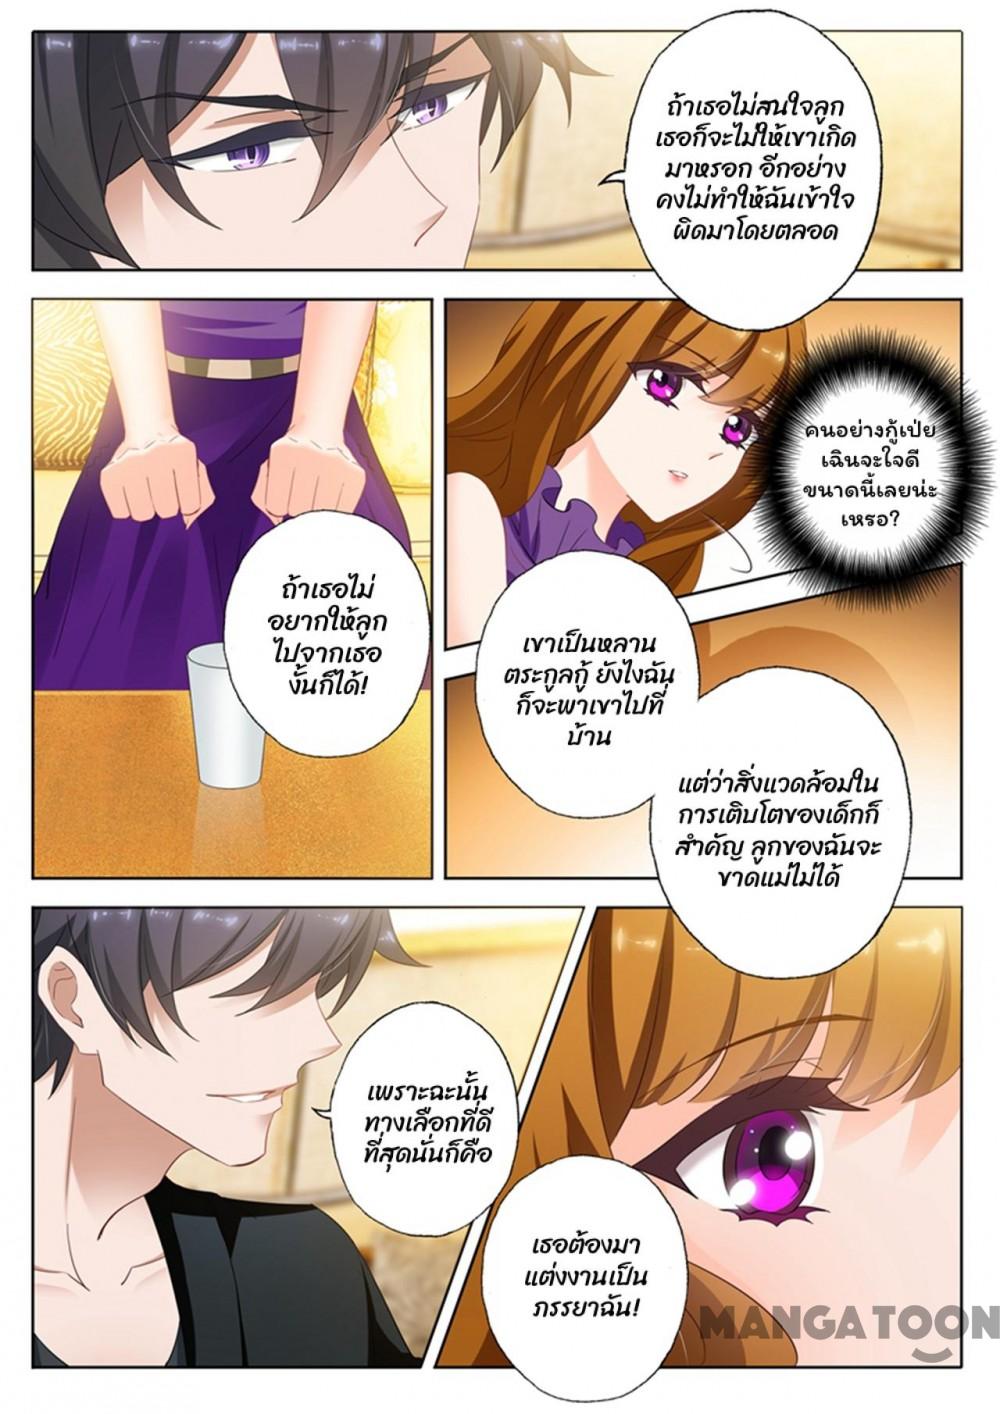 ถ้าเธอไม่สนใจลูก
เธอก็จะไม่ให้เขาเกิด
มาหรอก อีกอย่าง
คงไม่ทำให้ฉันเข้าใจ
ผิดมาโดยตลอด
คนอย่างกู้เป่ย
เฉินจะใจดี
ขนาดนี้เลยน่ะ
เหรอ?
ถ้าเธอไม่
อยากให้ลูก
ไปจากเธอ
งั้นก็ได้!
เขาเป็นหลาน
ตระกูลกู้ ยังไงฉัน
ก็จะพาเขาไปที่
บ้าน
แต่ว่าสิ่งแวดล้อมใน
การเติบโตของเด็กก็
สำคัญ ลูกของฉันจะ
ขาดแม่ไม่ได้
เพราะฉะนั้น
ทางเลือกที่ดี
ที่สุดนั่นก็คือ
เธอต้องมา
แต่งงานเป็น
ภรรยาฉัน!
MANGATOON